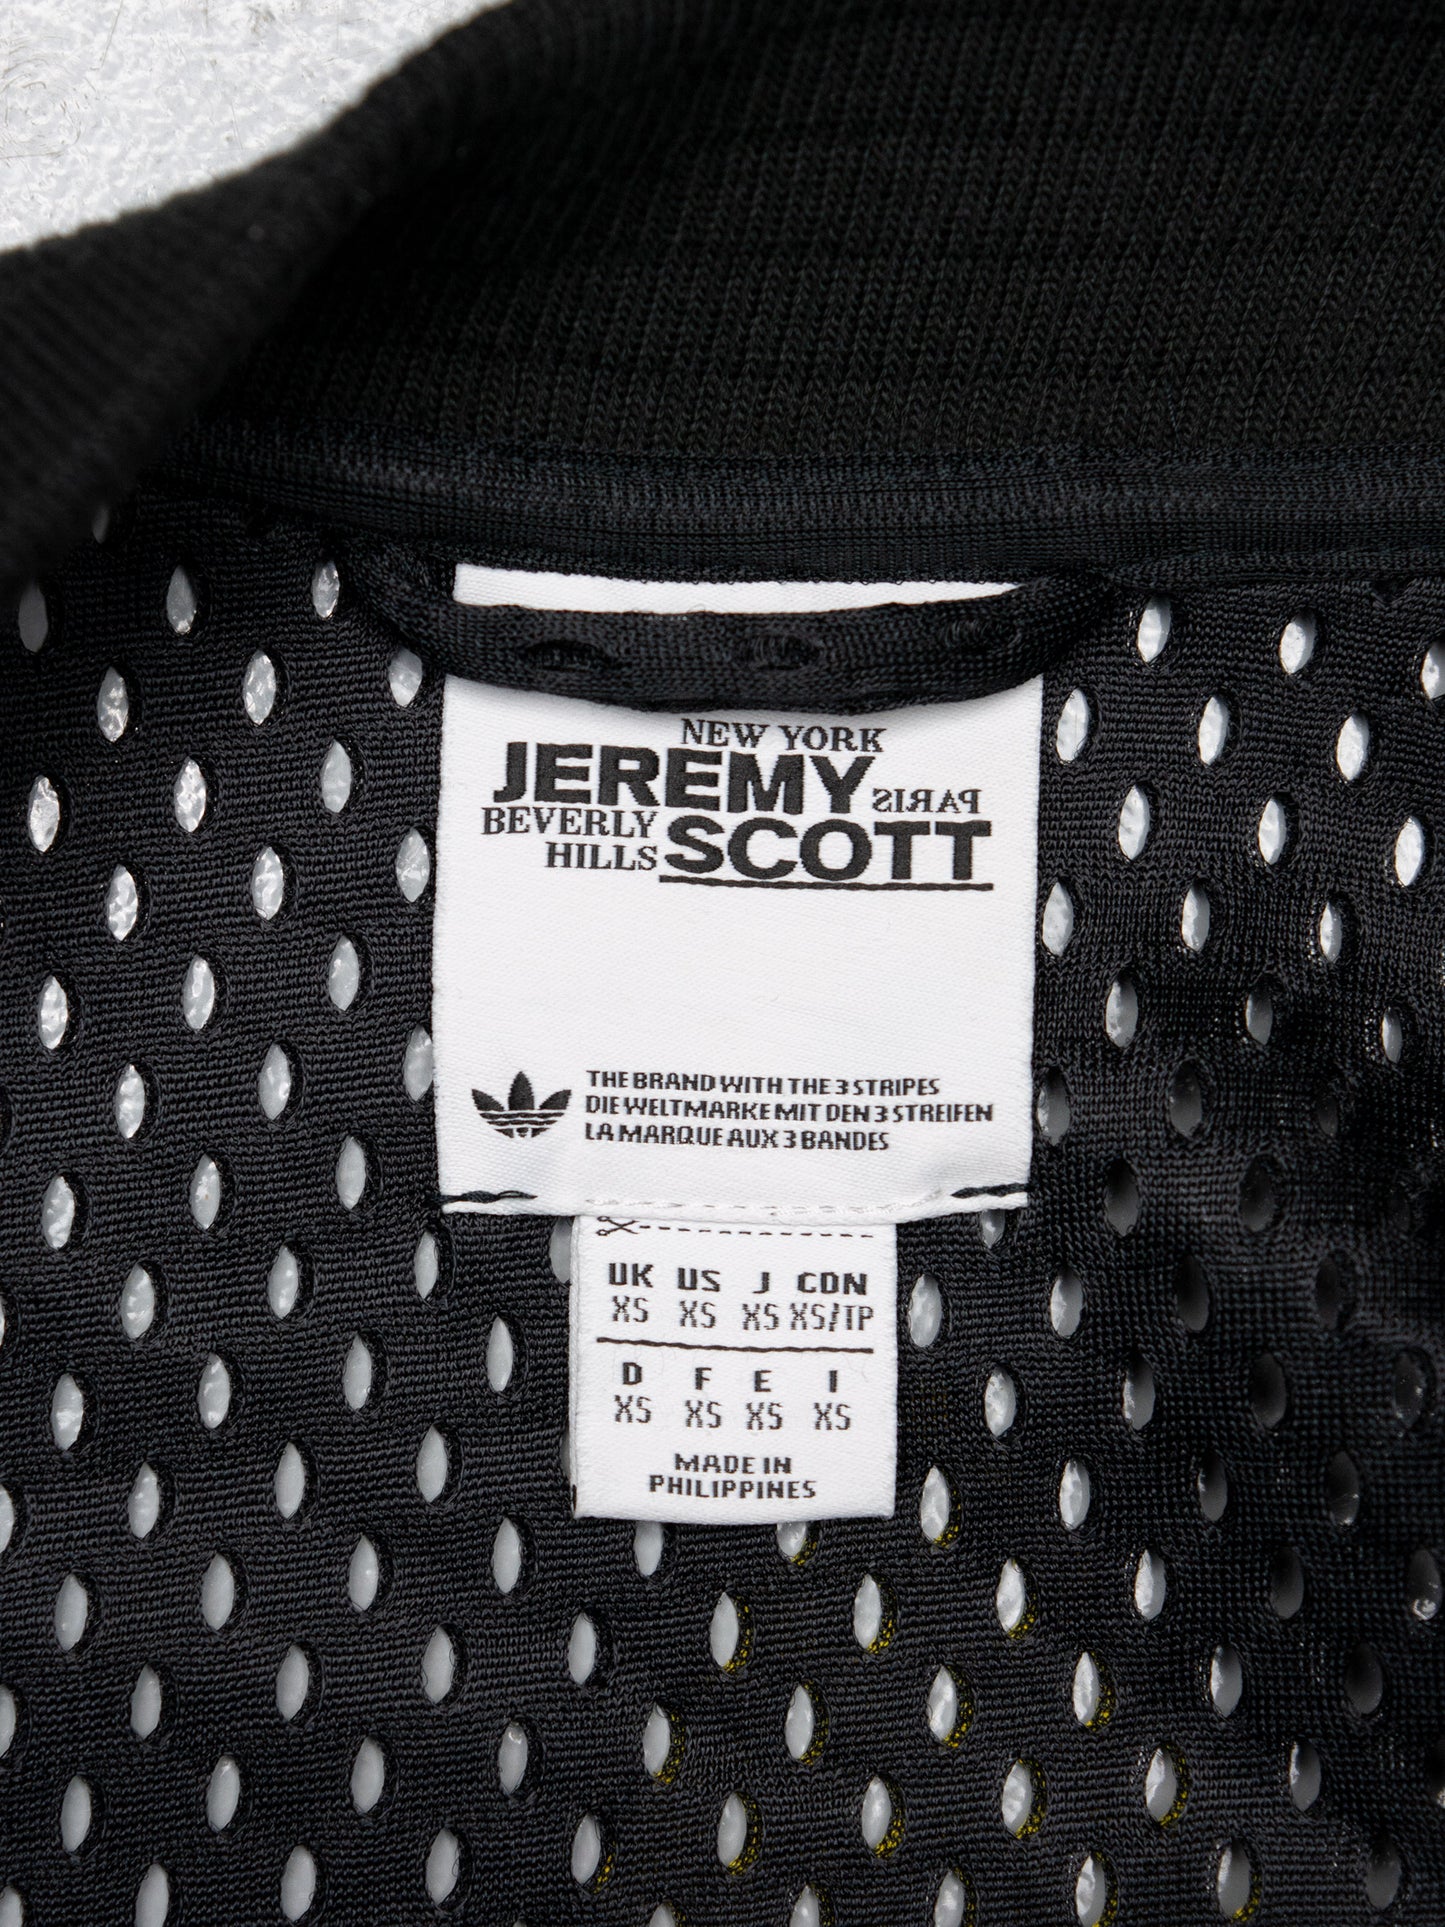 NEW YORK
JEREMY PARIS
BEVERLY HILLS SCOTT
THE BRAND WITH THE 3 STRIPES
DIE WELTMARKE MIT DEN 3 STREIFEN
LA MARQUE AUX 3 BANDES
UK US J CDN
XS XS XS XS/TP
D F E I
XS XS XS XS
MADE IN
PHILIPPINES